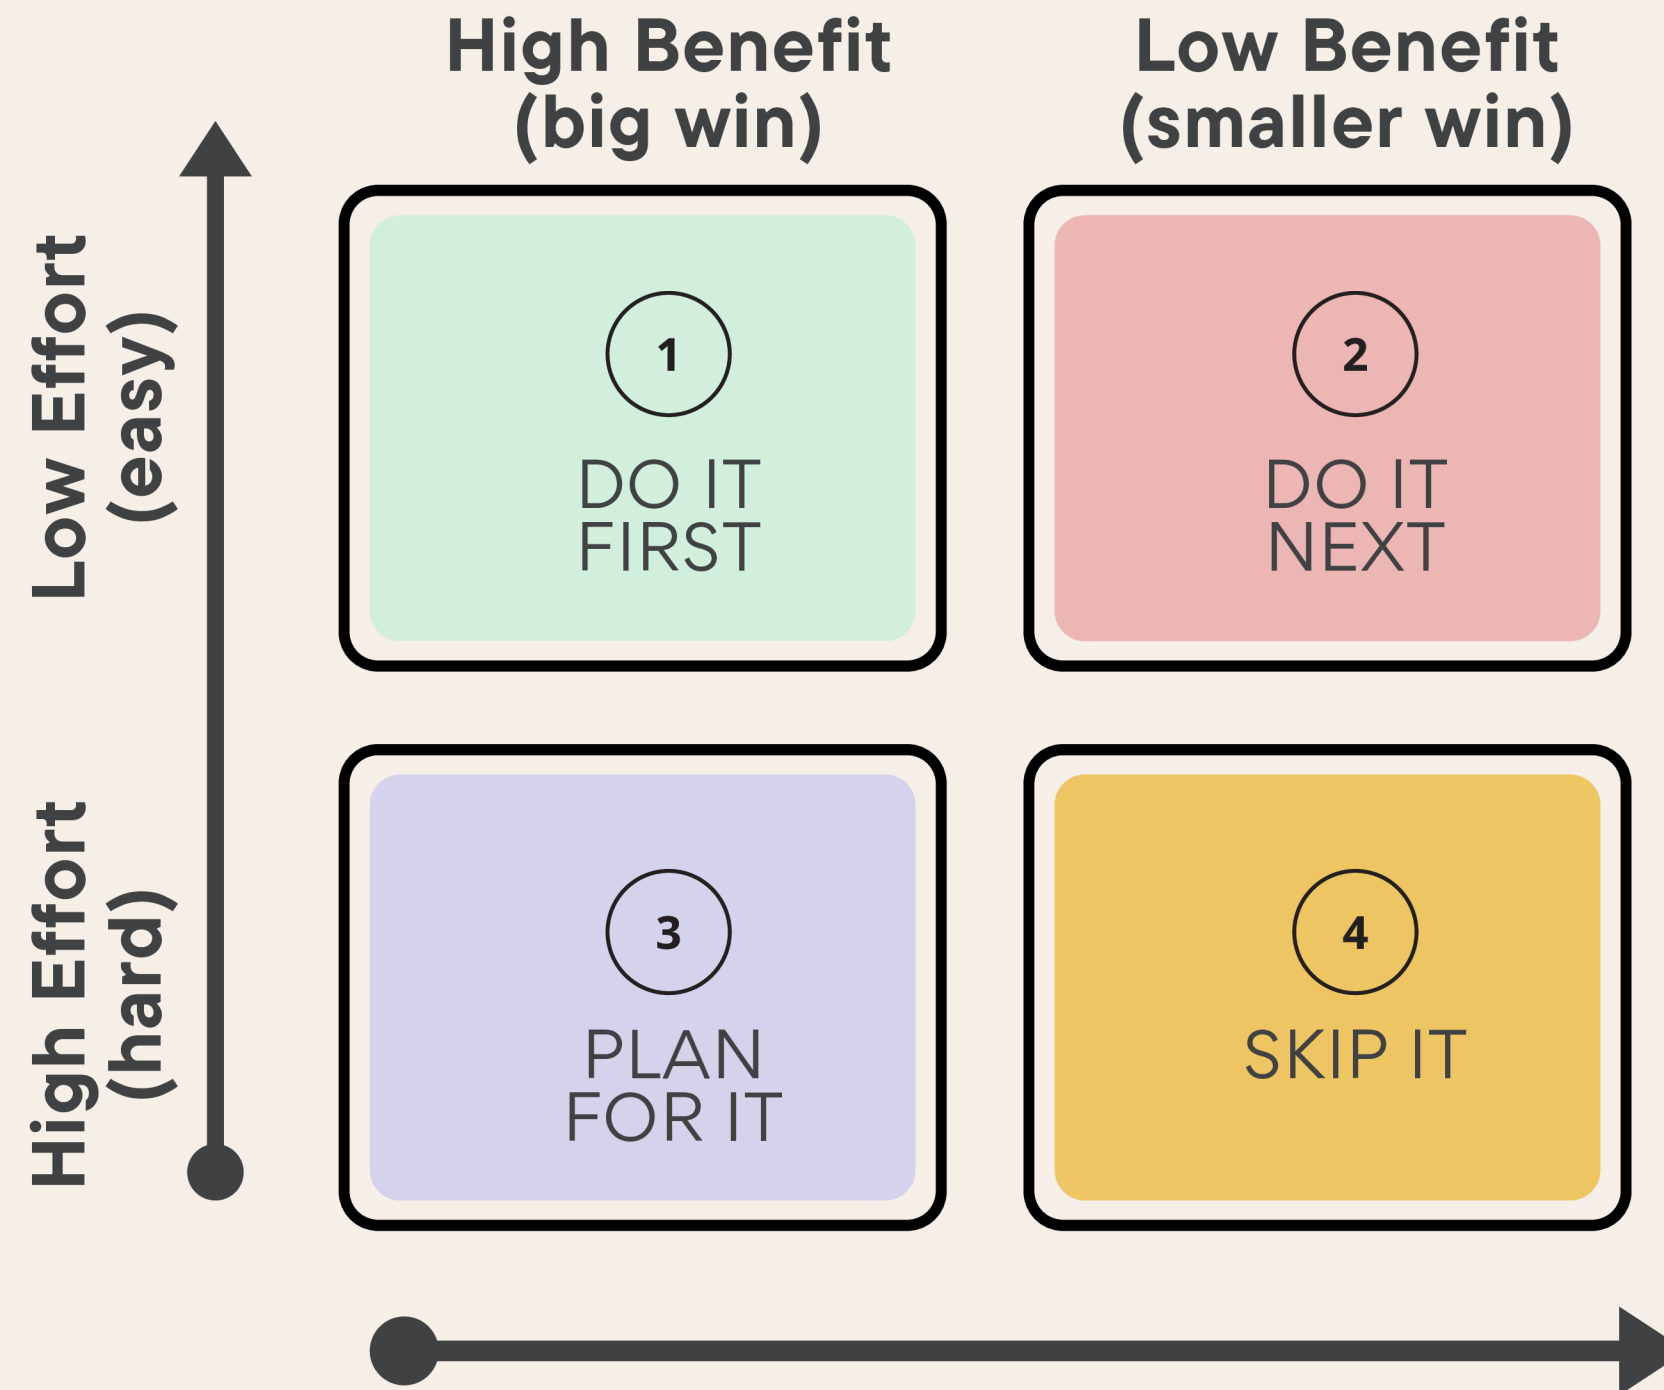 High Benefit
(big win)
Low Benefit
(smaller win)
Low Effort
(easy)
1
DO IT
FIRST
2
DO IT
NEXT
High Effort
(hard)
3
PLAN
FOR IT
4
SKIP IT